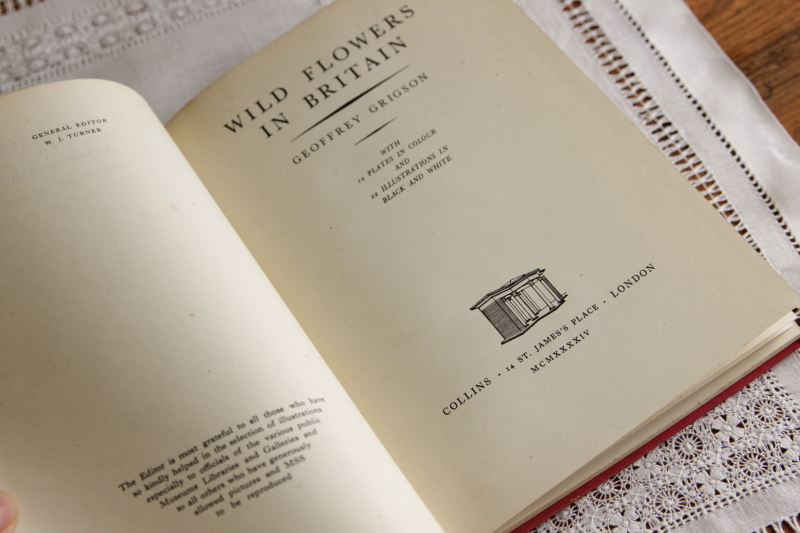 GENERAL EDITOR
W. J. TURNER
The Editor is most grateful to all those who have
so kindly helped in the selection of illustrations
especially to officials of the various public
Museums Libraries and Galleries and
to all others who have generously
allowed pictures and MSS
to be reproduced
WILD FLOWERS
IN BRITAIN
GEOFFREY GRIGSON
WITH
12 PLATES IN COLOUR
AND
22 ILLUSTRATIONS IN
BLACK AND WHITE
COLLINS · 14 ST. JAMES'S PLACE · LONDON
MCMXXXXIV